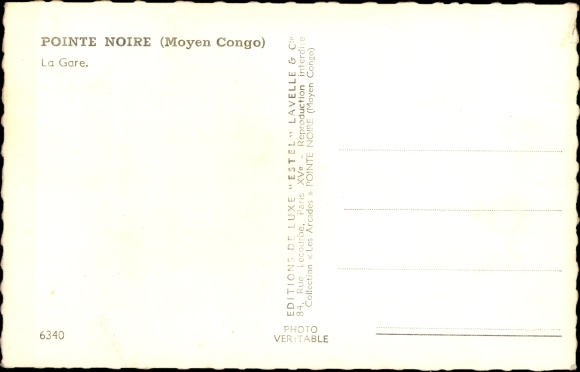 POINTE NOIRE (Moyen Congo)
La Gare.
EDITIONS DE LUXE "ESTEL" LAVELLE & Cie
84, Rue Lecourbe, Paris XVe - Reproduction interdite
Collection « Les Arcades » POINTE NOIRE (Moyen Congo)
6340
PHOTO
VERITABLE